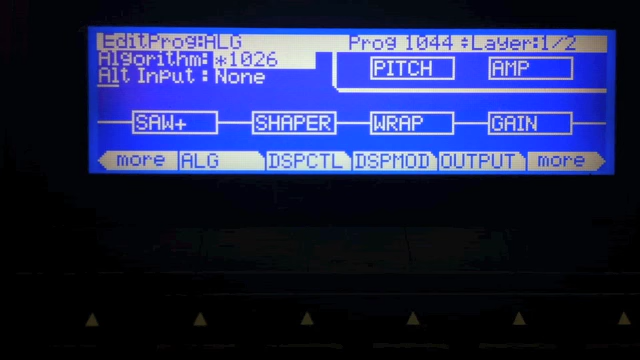 EditProg:ALG Prog 1044 Layer:1/2
Algorithm:*1026
Alt Input:None
PITCH AMP
SAW+ SHAPER WRAP GAIN
more ALG DSPCTL DSPMOD OUTPUT more